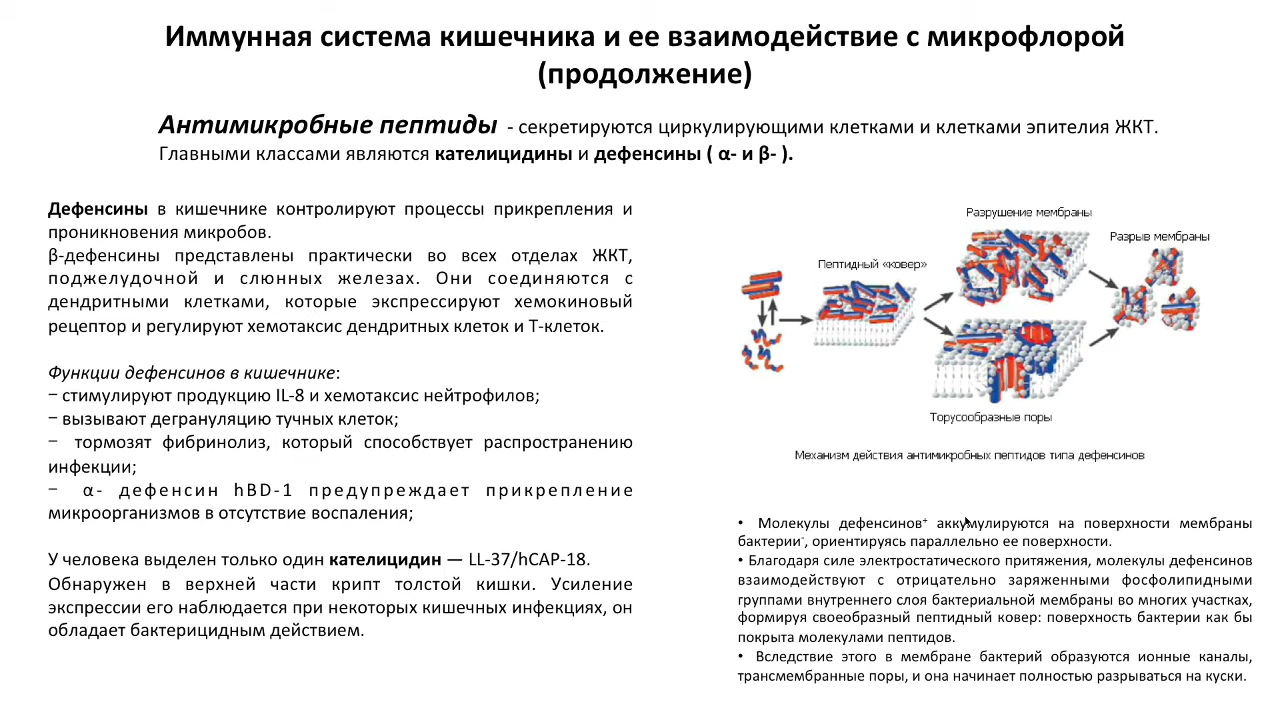 Иммунная система кишечника и ее взаимодействие с микрофлорой
(продолжение)
Антимикробные пептиды - секретируются циркулирующими клетками и клетками эпителия ЖКТ.
Главными классами являются кателицидины и дефенсины ( α- и β- ).
Дефенсины в кишечнике контролируют процессы прикрепления и
проникновения микробов.
β-дефенсины представлены практически во всех отделах ЖКТ,
поджелудочной и слюнных железах. Они соединяются с
дендритными клетками, которые экспрессируют хемокиновый
рецептор и регулируют хемотаксис дендритных клеток и Т-клеток.
Функции дефенсинов в кишечнике:
− стимулируют продукцию IL-8 и хемотаксис нейтрофилов;
− вызывают дегрануляцию тучных клеток;
− тормозят фибринолиз, который способствует распространению
инфекции;
− α- дефенсин hBD-1 предупреждает прикрепление
микроорганизмов в отсутствие воспаления;
У человека выделен только один кателицидин — LL-37/hCAP-18.
Обнаружен в верхней части крипт толстой кишки. Усиление
экспрессии его наблюдается при некоторых кишечных инфекциях, он
обладает бактерицидным действием.
Разрушение мембраны
Разрыв мембраны
Пептидный «ковер»
Торусообразные поры
Механизм действия антимикробных пептидов типа дефенсинов
• Молекулы дефенсинов⁺ аккумулируются на поверхности мембраны
бактерии⁻, ориентируясь параллельно ее поверхности.
• Благодаря силе электростатического притяжения, молекулы дефенсинов
взаимодействуют с отрицательно заряженными фосфолипидными
группами внутреннего слоя бактериальной мембраны во многих участках,
формируя своеобразный пептидный ковер: поверхность бактерии как бы
покрыта молекулами пептидов.
• Вследствие этого в мембране бактерий образуются ионные каналы,
трансмембранные поры, и она начинает полностью разрываться на куски.